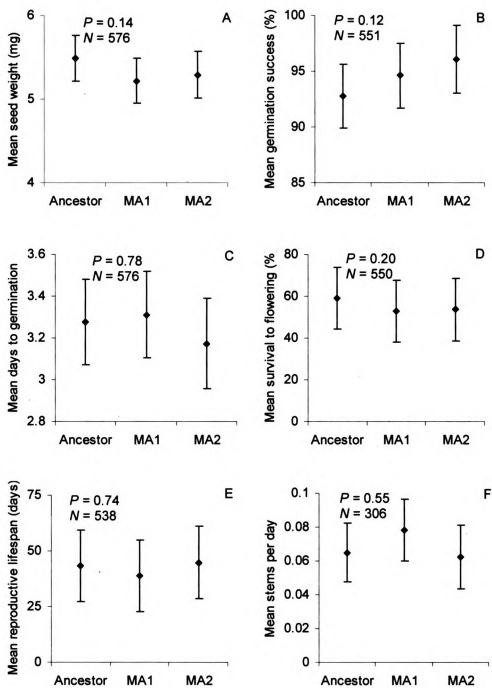 A
P = 0.14
N = 576
Mean seed weight (mg)
6
5
4
Ancestor MA1 MA2
B
P = 0.12
N = 551
Mean germination success (%)
100
95
90
85
Ancestor MA1 MA2
C
P = 0.78
N = 576
Mean days to germination
3.6
3.4
3.2
3
2.8
Ancestor MA1 MA2
D
P = 0.20
N = 550
Mean survival to flowering (%
80
60
40
20
0
Ancestor MA1 MA2
E
P = 0.74
N = 538
Mean reproductive lifespan (days)
75
50
25
0
Ancestor MA1 MA2
F
P = 0.55
N = 306
Mean stems per day
0.1
0.08
0.06
0.04
0.02
0
Ancestor MA1 MA2